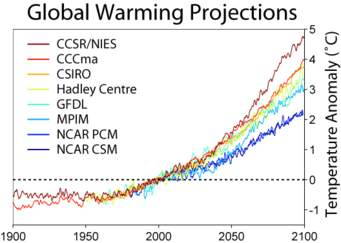 Global Warming Projections
CCSR/NIES
CCCma
CSIRO
Hadley Centre
GFDL
MPIM
NCAR PCM
NCAR CSM
5
4
3
2
1
0
-1
Temperature Anomaly (˚C)
1900
1950
2000
2050
2100